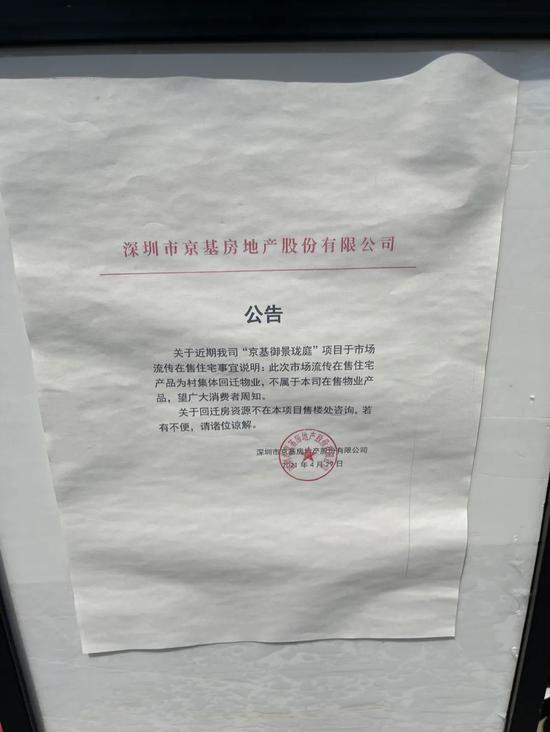 深圳市京基房地产股份有限公司
公告
关于近期我司“京基御景珑庭”项目于市场
流传在售住宅事宜说明：此次市场流传在售住宅
产品为村集体回迁物业，不属于本司在售物业产
品，望广大消费者周知。
关于回迁房资源不在本项目售楼处咨询，若
有不便，请诸位谅解。
深圳市京基房地产股份有限公司
2021年4月29日